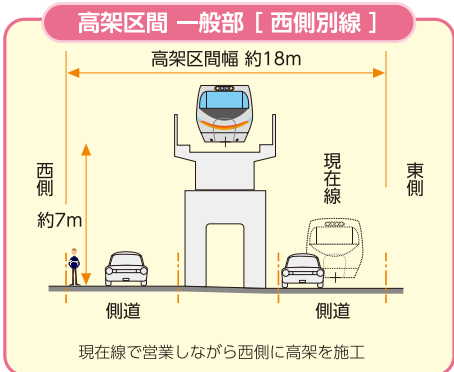 高架区間 一般部 [ 西側別線 ]
高架区間幅 約18m
西側
約7m
現在線
東側
側道
側道
現在線で営業しながら西側に高架を施工